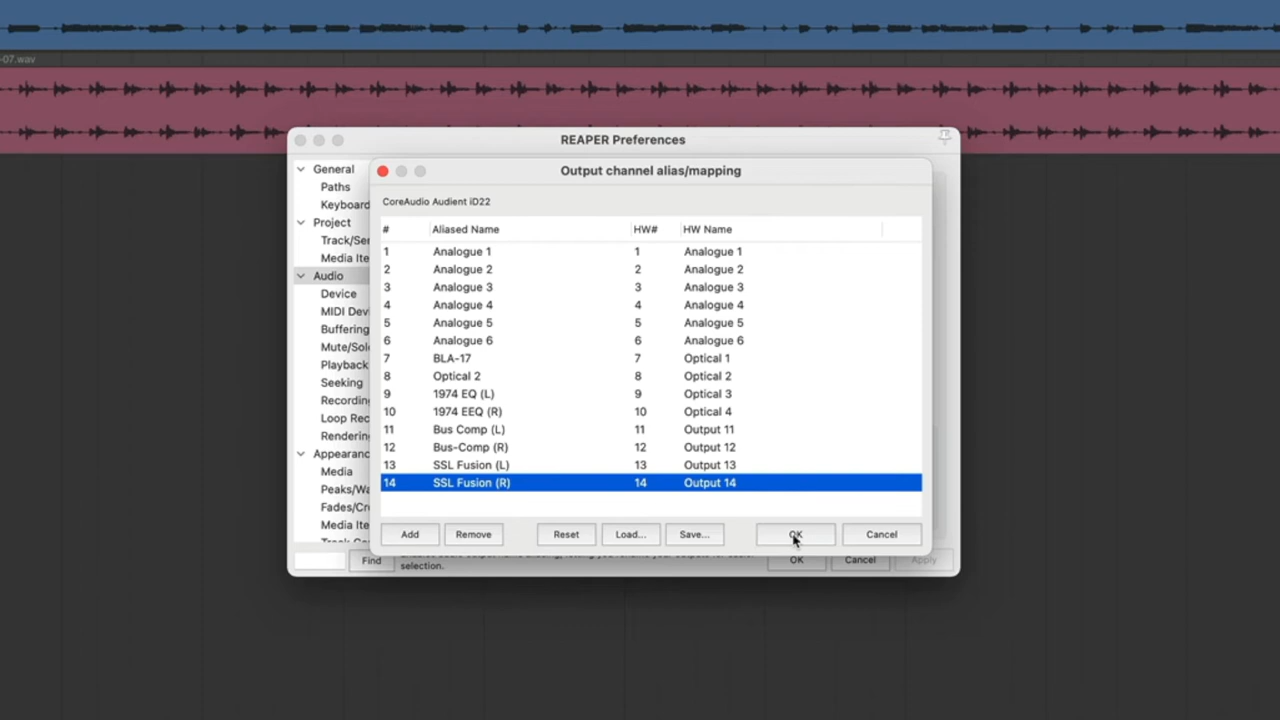 -07.wav
REAPER Preferences
Output channel alias/mapping
CoreAudio Audient iD22
# Aliased Name HW# HW Name
1 Analogue 1 1 Analogue 1
2 Analogue 2 2 Analogue 2
3 Analogue 3 3 Analogue 3
4 Analogue 4 4 Analogue 4
5 Analogue 5 5 Analogue 5
6 Analogue 6 6 Analogue 6
7 BLA-17 7 Optical 1
8 Optical 2 8 Optical 2
9 1974 EQ (L) 9 Optical 3
10 1974 EEQ (R) 10 Optical 4
11 Bus Comp (L) 11 Output 11
12 Bus-Comp (R) 12 Output 12
13 SSL Fusion (L) 13 Output 13
14 SSL Fusion (R) 14 Output 14
Add Remove Reset Load... Save... OK Cancel
General
Paths
Keyboard
Project
Track/Se
Media Ite
Audio
Device
MIDI Dev
Buffering
Mute/Sol
Playback
Seeking
Recordin
Loop Rec
Renderin
Appearanc
Media
Peaks/Wa
Fades/Cr
Media Ite
Find
selection.
OK Cancel Apply